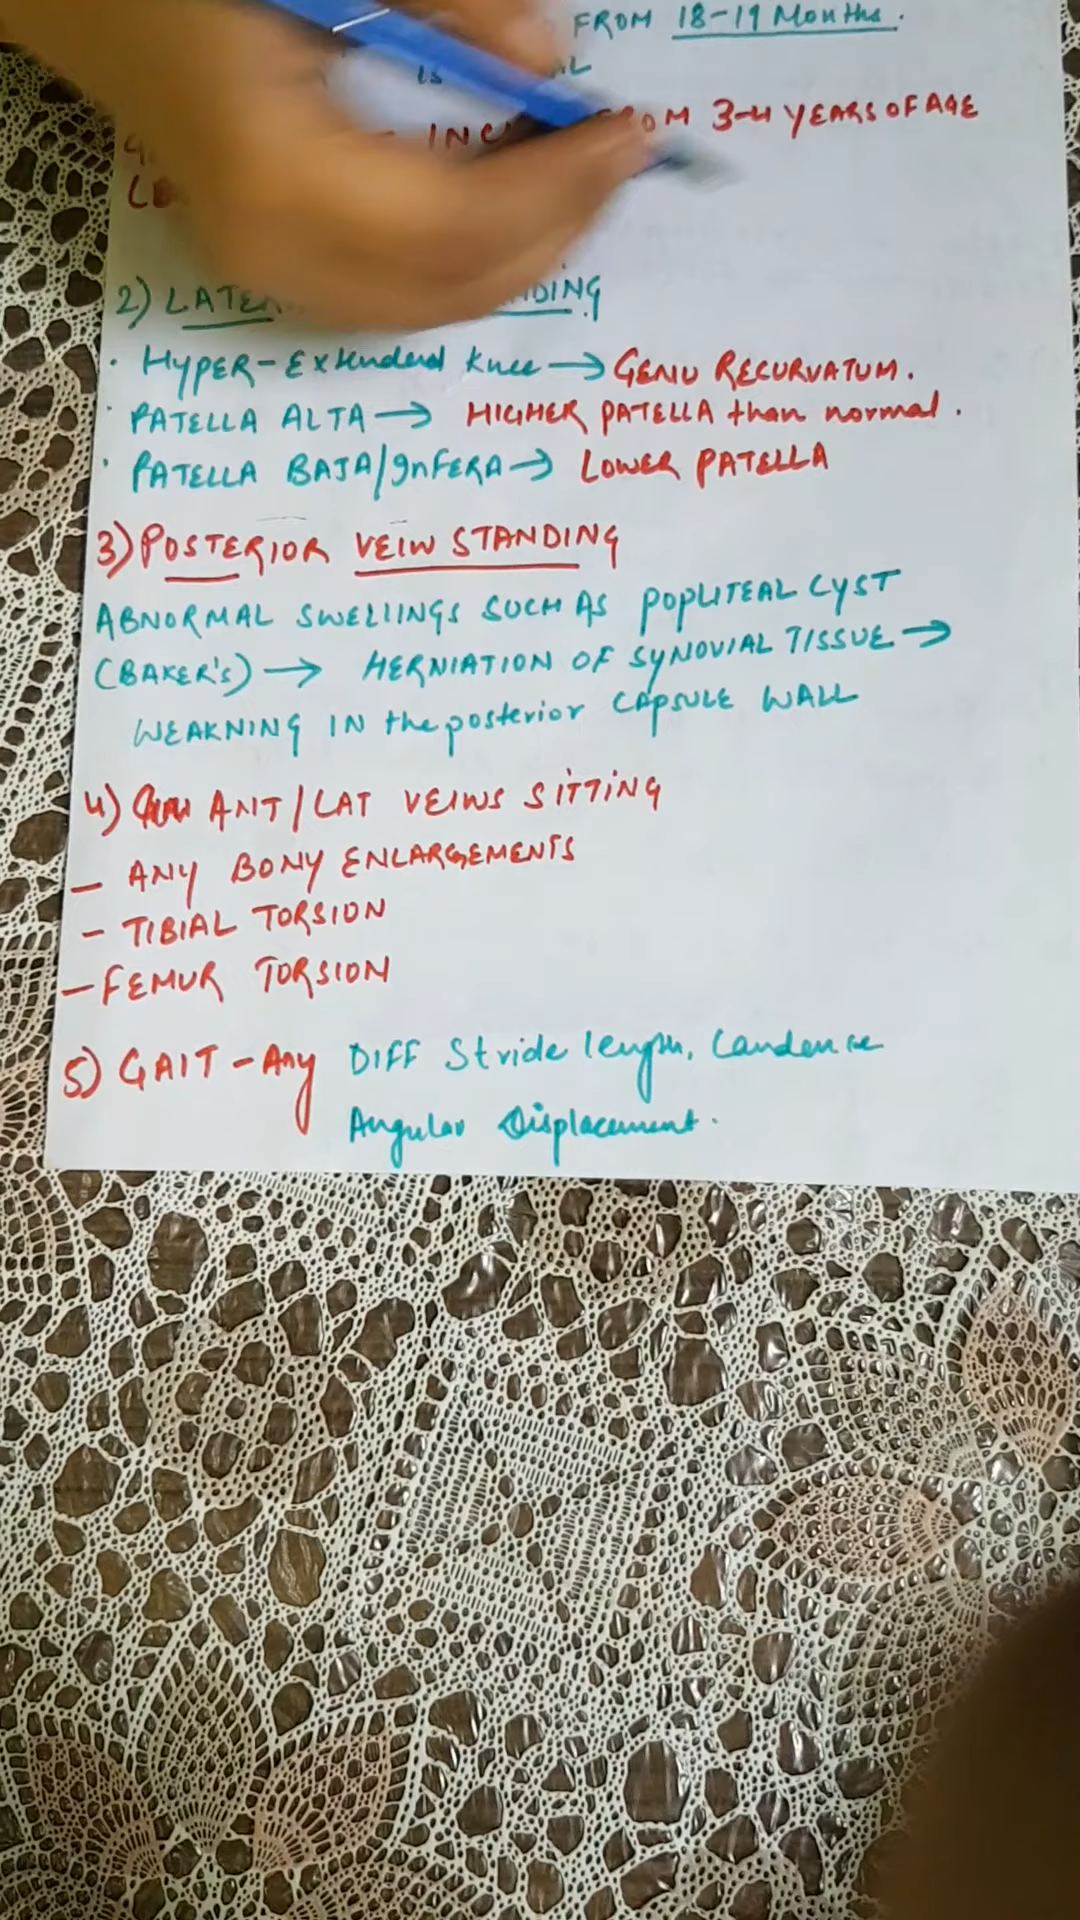 FROM 18-19 Months.
IS
FROM 3-4 YEARS OF AGE
2) LATE DING
· HYPER-Extended knee → GENU RECURVATUM.
· PATELLA ALTA → HIGHER PATELLA than normal.
· PATELLA BAJA/InFERA → LOWER PATELLA
3) POSTERIOR VEIW STANDING
ABNORMAL SWELLINGS SUCH AS POPLITEAL CYST
(BAKER'S) → HERNIATION OF SYNOVIAL TISSUE →
WEAKNING IN the posterior CAPSULE WALL
4) ANT/LAT VEIWS SITTING
- ANY BONY ENLARGEMENTS
- TIBIAL TORSION
- FEMUR TORSION
5) GAIT - Any DIFF Stride length, Candence
Angular Displacement.